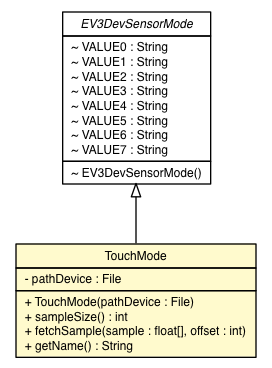 EV3DevSensorMode
~ VALUE0 : String
~ VALUE1 : String
~ VALUE2 : String
~ VALUE3 : String
~ VALUE4 : String
~ VALUE5 : String
~ VALUE6 : String
~ VALUE7 : String
~ EV3DevSensorMode()
TouchMode
- pathDevice : File
+ TouchMode(pathDevice : File)
+ sampleSize() : int
+ fetchSample(sample : float[], offset : int)
+ getName() : String